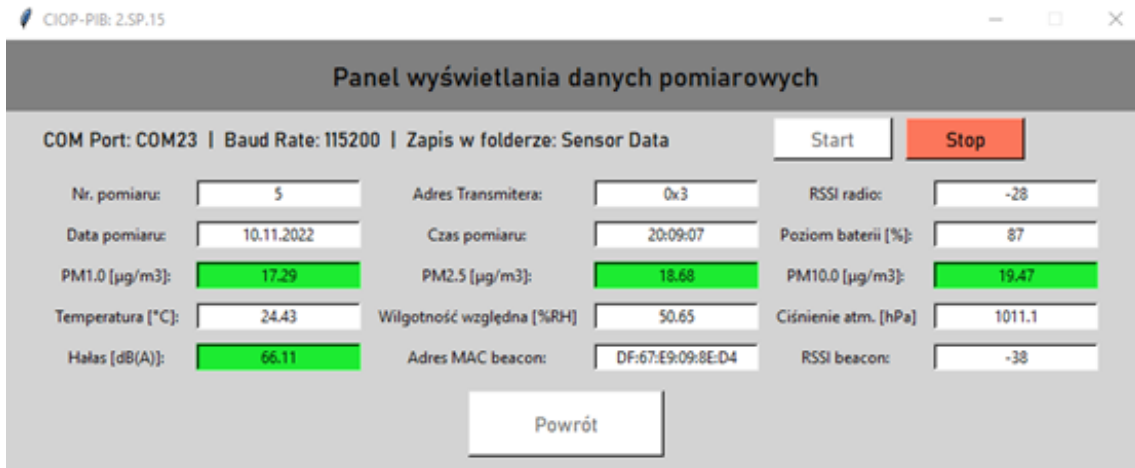 CIOP-PIB: 2.SP.15
Panel wyświetlania danych pomiarowych
COM Port: COM23 | Baud Rate: 115200 | Zapis w folderze: Sensor Data Start Stop
Nr. pomiaru: 5 Adres Transmitera: 0x3 RSSI radio: -28
Data pomiaru: 10.11.2022 Czas pomiaru: 20:09:07 Poziom baterii [%]: 87
PM1.0 [µg/m3]: 17.29 PM2.5 [µg/m3]: 18.68 PM10.0 [µg/m3]: 19.47
Temperatura [°C]: 24.43 Wilgotność względna [%RH] 50.65 Ciśnienie atm. [hPa] 1011.1
Hałas [dB(A)]: 66.11 Adres MAC beacon: DF:67:E9:09:8E:D4 RSSI beacon: -38
Powrót